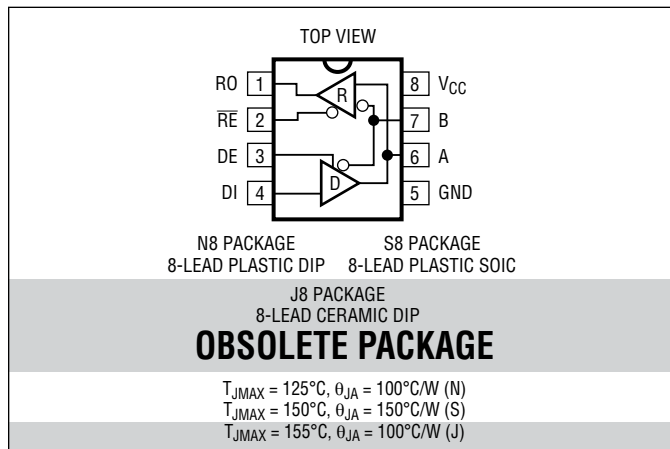 TOP VIEW
RO 1 R 8 VCC
RE 2 7 B
DE 3 6 A
DI 4 D 5 GND
N8 PACKAGE S8 PACKAGE
8-LEAD PLASTIC DIP 8-LEAD PLASTIC SOIC
J8 PACKAGE
8-LEAD CERAMIC DIP
OBSOLETE PACKAGE
TJMAX = 125°C, θJA = 100°C/W (N)
TJMAX = 150°C, θJA = 150°C/W (S)
TJMAX = 155°C, θJA = 100°C/W (J)